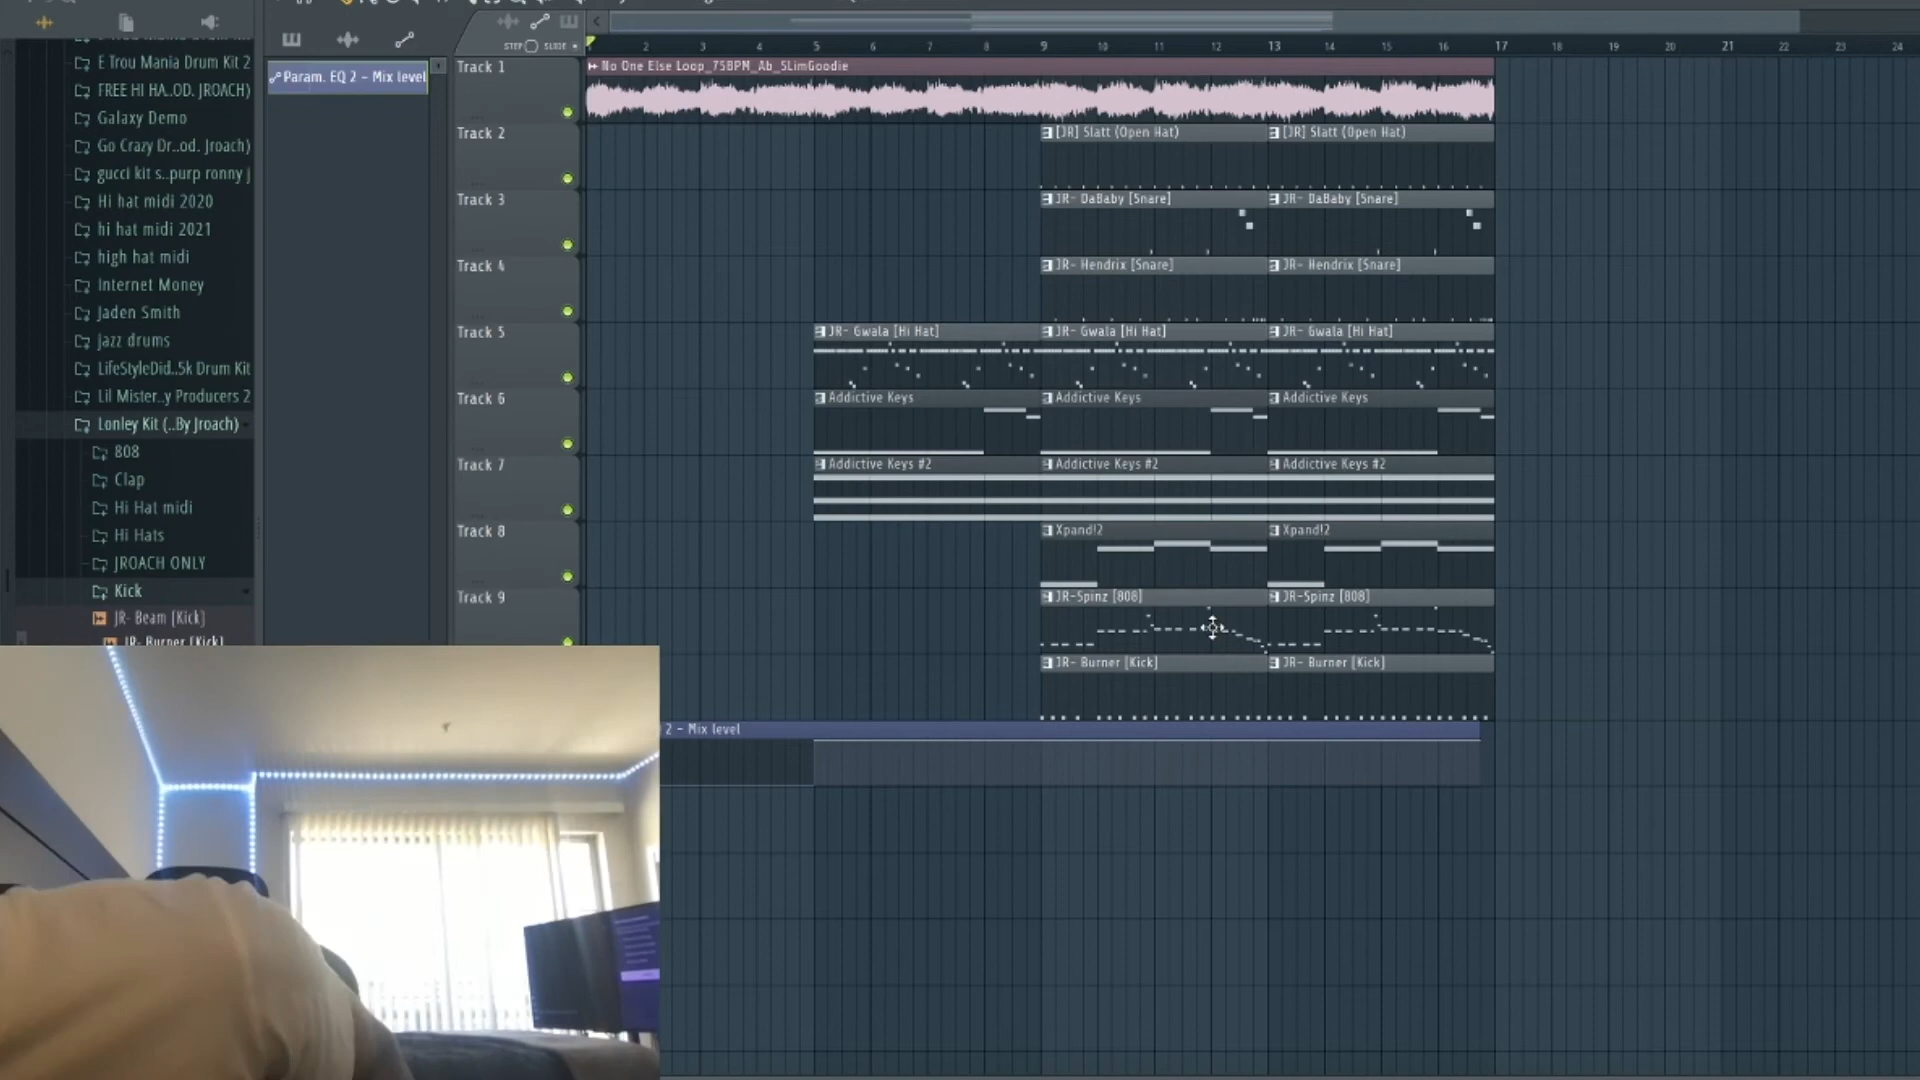 STEP SLIDE
2 3 4 5 6 7 8 9 10 11 12 13 14 15 16 17 18 19 20 21 22 23 24
E Trou Mania Drum Kit 2
FREE HI HA..OD. JROACH)
Galaxy Demo
Go Crazy Dr..od. Jroach)
gucci kit s..purp ronny j
Hi hat midi 2020
hi hat midi 2021
high hat midi
Internet Money
Jaden Smith
jazz drums
LifeStyleDid..5k Drum Kit
Lil Mister..y Producers 2
Lonley Kit (..By Jroach)
808
Clap
Hi Hat midi
Hi Hats
JROACH ONLY
Kick
JR- Beam [Kick]
JR- Burner [Kick]
Param. EQ 2 - Mix level
Track 1
No One Else Loop_75BPM_Ab_SLimGoodie
Track 2
[JR] Slatt (Open Hat) [JR] Slatt (Open Hat)
Track 3
JR- DaBaby [Snare] JR- DaBaby [Snare]
Track 4
JR- Hendrix [Snare] JR- Hendrix [Snare]
Track 5
JR- Gwala [Hi Hat] JR- Gwala [Hi Hat] JR- Gwala [Hi Hat]
Track 6
Addictive Keys Addictive Keys Addictive Keys
Track 7
Addictive Keys #2 Addictive Keys #2 Addictive Keys #2
Track 8
Xpand!2 Xpand!2
Track 9
JR-Spinz [808] JR-Spinz [808]
JR- Burner [Kick] JR- Burner [Kick]
2 - Mix level